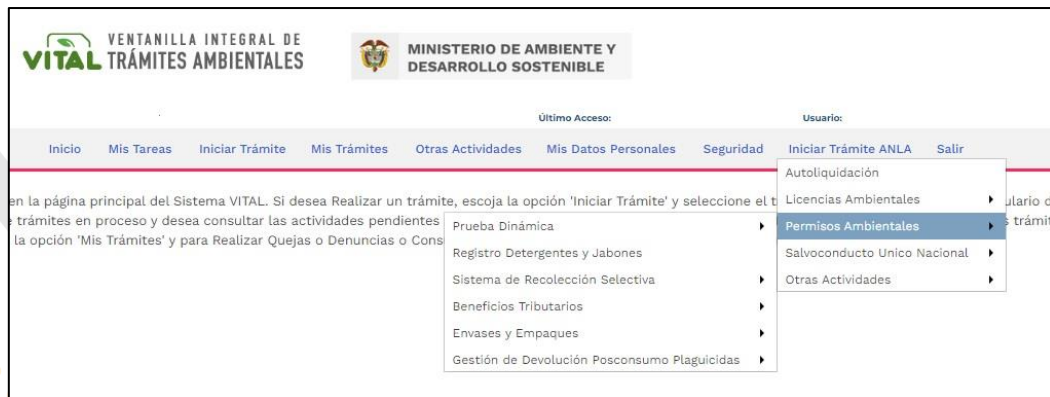 VENTANILLA INTEGRAL DE
VITAL TRÁMITES AMBIENTALES
MINISTERIO DE AMBIENTE Y
DESARROLLO SOSTENIBLE
Último Acceso: Usuario:
Inicio Mis Tareas Iniciar Trámite Mis Trámites Otras Actividades Mis Datos Personales Seguridad Iniciar Trámite ANLA Salir
en la página principal del Sistema VITAL. Si desea Realizar un trámite, escoja la opción 'Iniciar Trámite' y seleccione el
trámites en proceso y desea consultar las actividades pendientes
la opción 'Mis Trámites' y para Realizar Quejas o Denuncias o
Autoliquidación
Licencias Ambientales
Permisos Ambientales
Salvoconducto Unico Nacional
Otras Actividades
Prueba Dinámica
Registro Detergentes y Jabones
Sistema de Recolección Selectiva
Beneficios Tributarios
Envases y Empaques
Gestión de Devolución Posconsumo Plaguicidas